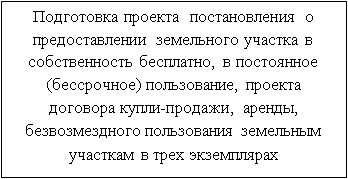 Подготовка проекта постановления о
предоставлении земельного участка в
собственность бесплатно, в постоянное
(бессрочное) пользование, проекта
договора купли-продажи, аренды,
безвозмездного пользования земельным
участкам в трех экземплярах